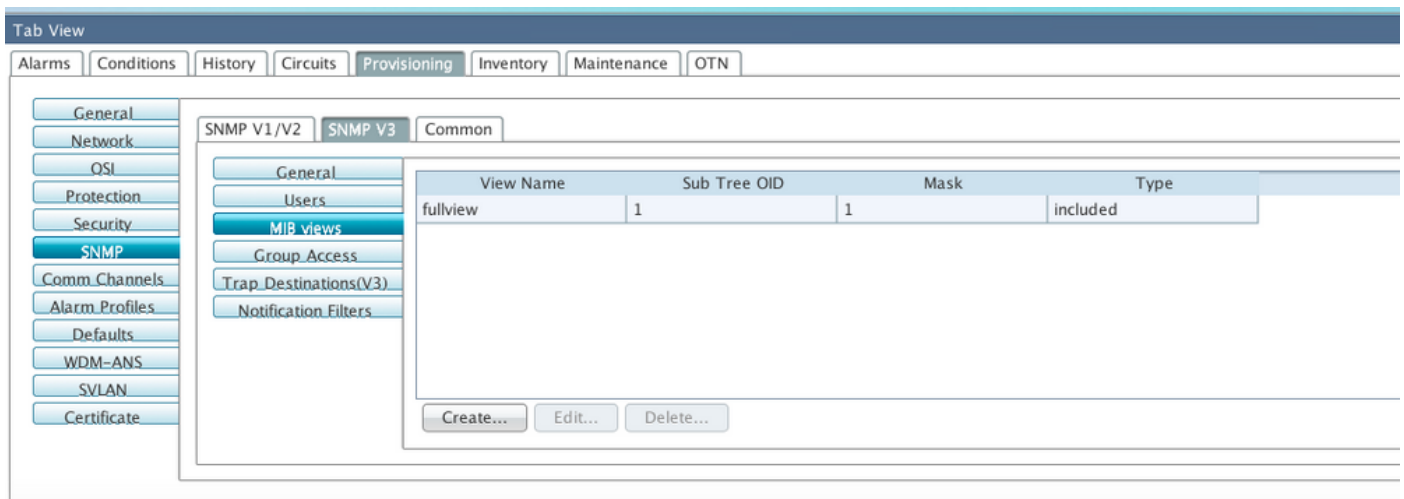 Tab View
Alarms Conditions History Circuits Provisioning Inventory Maintenance OTN
General
Network
OSI
Protection
Security
SNMP
Comm Channels
Alarm Profiles
Defaults
WDM-ANS
SVLAN
Certificate
SNMP V1/V2 SNMP V3 Common
General
Users
MIB views
Group Access
Trap Destinations(V3)
Notification Filters
View Name Sub Tree OID Mask Type
fullview 1 1 included
Create... Edit... Delete...